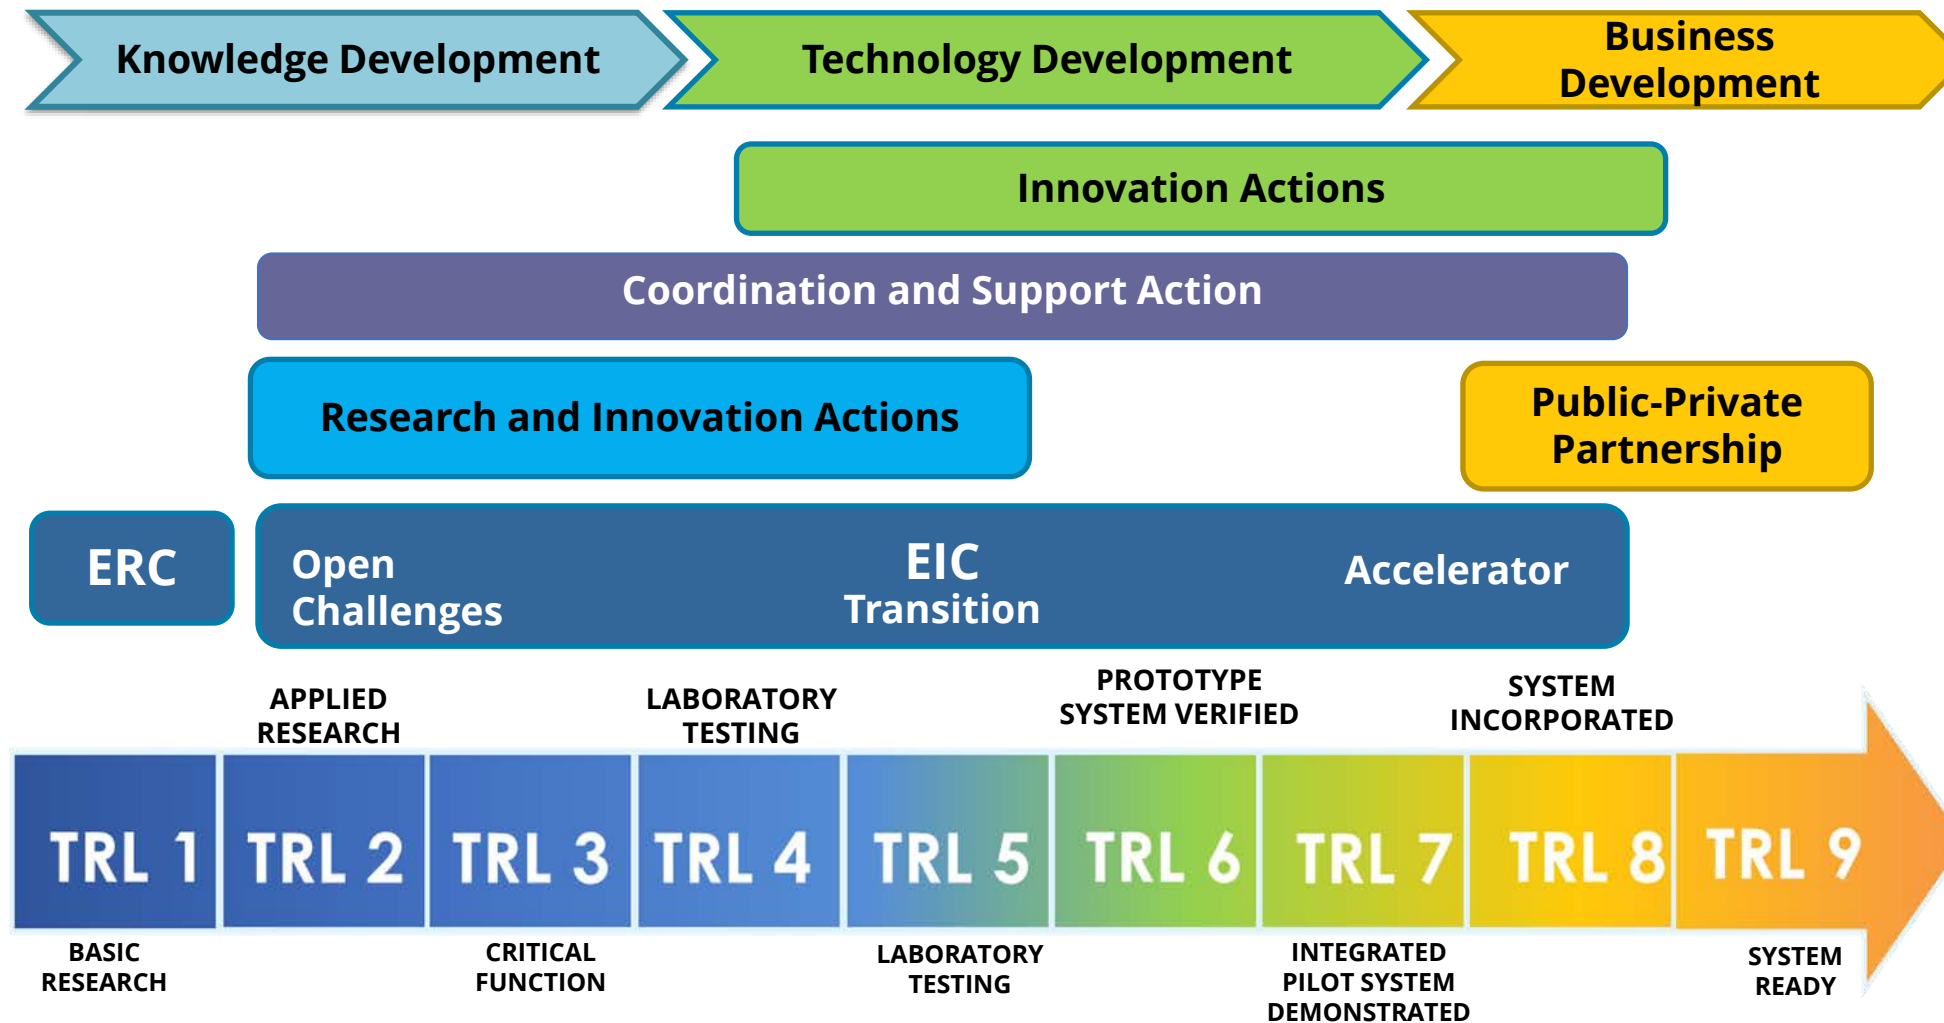 Knowledge Development
Technology Development
Business
Development
Innovation Actions
Coordination and Support Action
Research and Innovation Actions
Public-Private
Partnership
ERC
Open
Challenges
EIC
Transition
Accelerator
APPLIED
RESEARCH
LABORATORY
TESTING
PROTOTYPE
SYSTEM VERIFIED
SYSTEM
INCORPORATED
TRL 1
TRL 2
TRL 3
TRL 4
TRL 5
TRL 6
TRL 7
TRL 8
TRL 9
BASIC
RESEARCH
CRITICAL
FUNCTION
LABORATORY
TESTING
INTEGRATED
PILOT SYSTEM
DEMONSTRATED
SYSTEM
READY